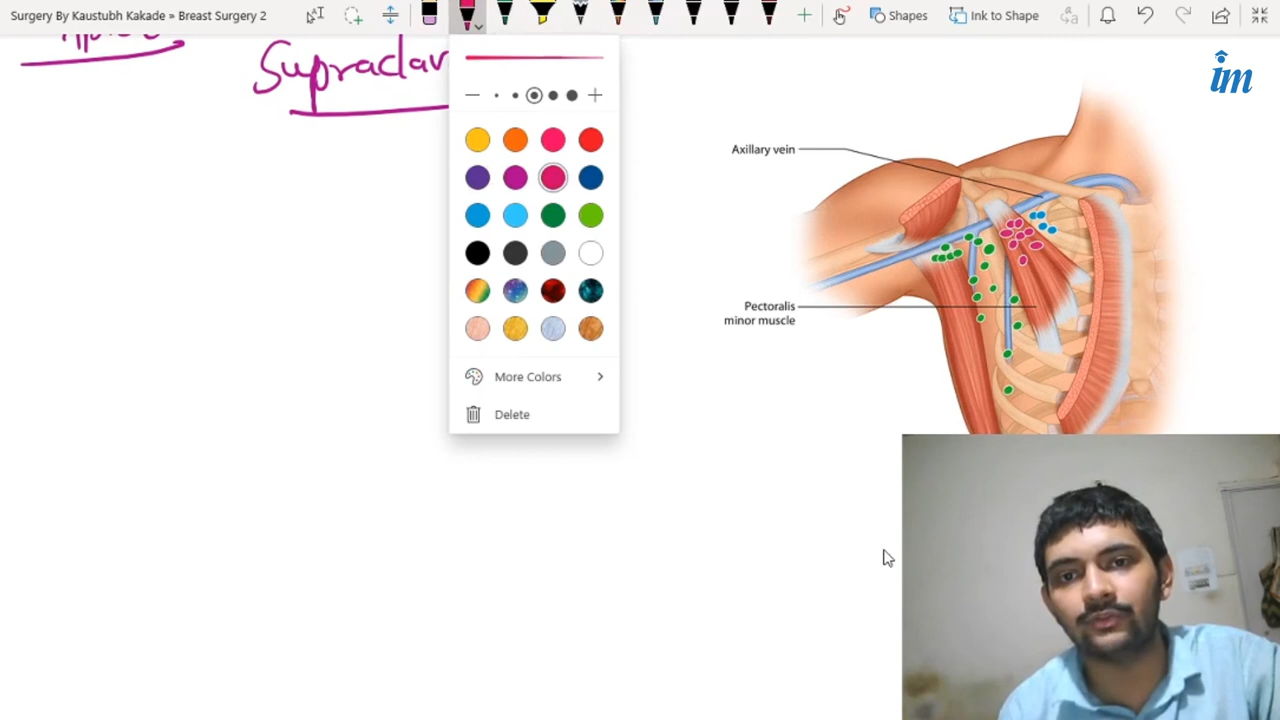 Surgery By Kaustubh Kakade » Breast Surgery 2
Shapes
Ink to Shape
im
Axillary vein
Pectoralis
minor muscle
More Colors
Delete